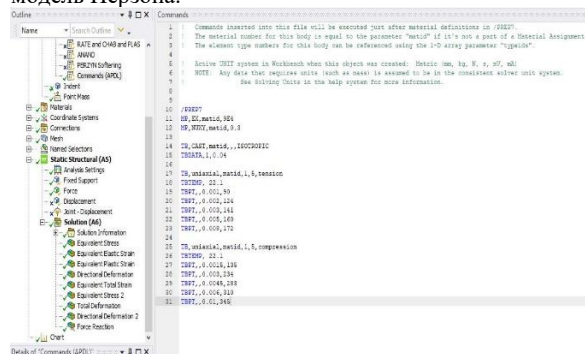 модель Перзона.
Outline
Name
Search Outline
RATE and CHAB and PLAS
ANAND
PERZYN Softening
Commands (APDL)
Indent
Point Mass
Materials
Coordinate Systems
Connections
Mesh
Named Selections
Static Structural (A5)
Analysis Settings
Fixed Support
Force
Displacement
Joint - Displacement
Solution (A6)
Solution Information
Equivalent Stress
Equivalent Elastic Strain
Equivalent Plastic Strain
Directional Deformation
Equivalent Total Strain
Equivalent Stress 2
Total Deformation
Directional Deformation 2
Force Reaction
Chart
Details of "Commands (APDL)"
Commands
1 ! Commands inserted into this file will be executed just after material definitions in /PREP7.
2 ! The material number for this body is equal to the parameter "matid" if it's not a part of a Material Assignment
3 ! The element type numbers for this body can be referenced using the 1-D array parameter "typeids".
4
5 ! Active UNIT system in Workbench when this object was created: Metric (mm, kg, N, s, mV, mA)
6 ! NOTE: Any data that requires units (such as mass) is assumed to be in the consistent solver unit system.
7 ! See Solving Units in the help system for more information.
8
9
10 /PREP7
11 MP,EX,matid,9E4
12 MP,NUXY,matid,0.3
13
14 TB,CAST,matid,,,ISOTROPIC
15 TBDATA,1,0.04
16
17 TB,uniaxial,matid,1,5,tension
18 TBTEMP, 22.1
19 TBPT,,0.001,90
20 TBPT,,0.002,124
21 TBPT,,0.003,141
22 TBPT,,0.005,160
23 TBPT,,0.008,172
24
25 TB,uniaxial,matid,1,5,compression
26 TBTEMP, 22.1
27 TBPT,,0.0015,135
28 TBPT,,0.003,236
29 TBPT,,0.0045,283
30 TBPT,,0.006,310
31 TBPT,,0.01,345